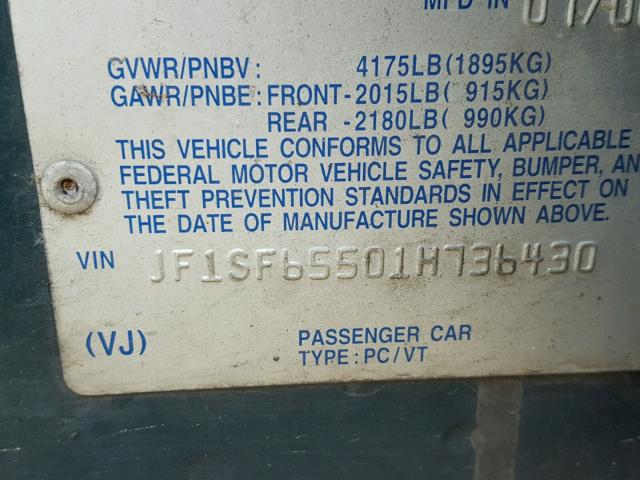 MFD IN
GVWR/PNBV: 4175LB(1895KG)
GAWR/PNBE: FRONT-2015LB( 915KG)
REAR -2180LB( 990KG)
THIS VEHICLE CONFORMS TO ALL APPLICABLE
FEDERAL MOTOR VEHICLE SAFETY, BUMPER, AN
THEFT PREVENTION STANDARDS IN EFFECT ON
THE DATE OF MANUFACTURE SHOWN ABOVE.
VIN JF1SF65501H736430
(VJ) PASSENGER CAR
TYPE:PC/VT